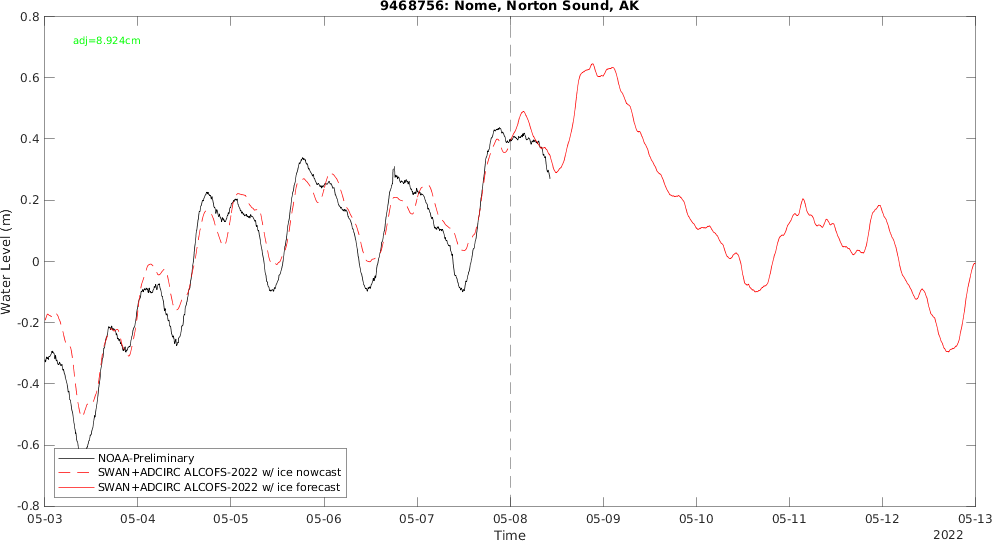 9468756: Nome, Norton Sound, AK
adj=8.924cm
Water Level (m)
0.8
0.6
0.4
0.2
0
-0.2
-0.4
-0.6
-0.8
NOAA-Preliminary
SWAN+ADCIRC ALCOFS-2022 w/ ice nowcast
SWAN+ADCIRC ALCOFS-2022 w/ ice forecast
05-03 05-04 05-05 05-06 05-07 05-08 05-09 05-10 05-11 05-12 05-13
Time
2022